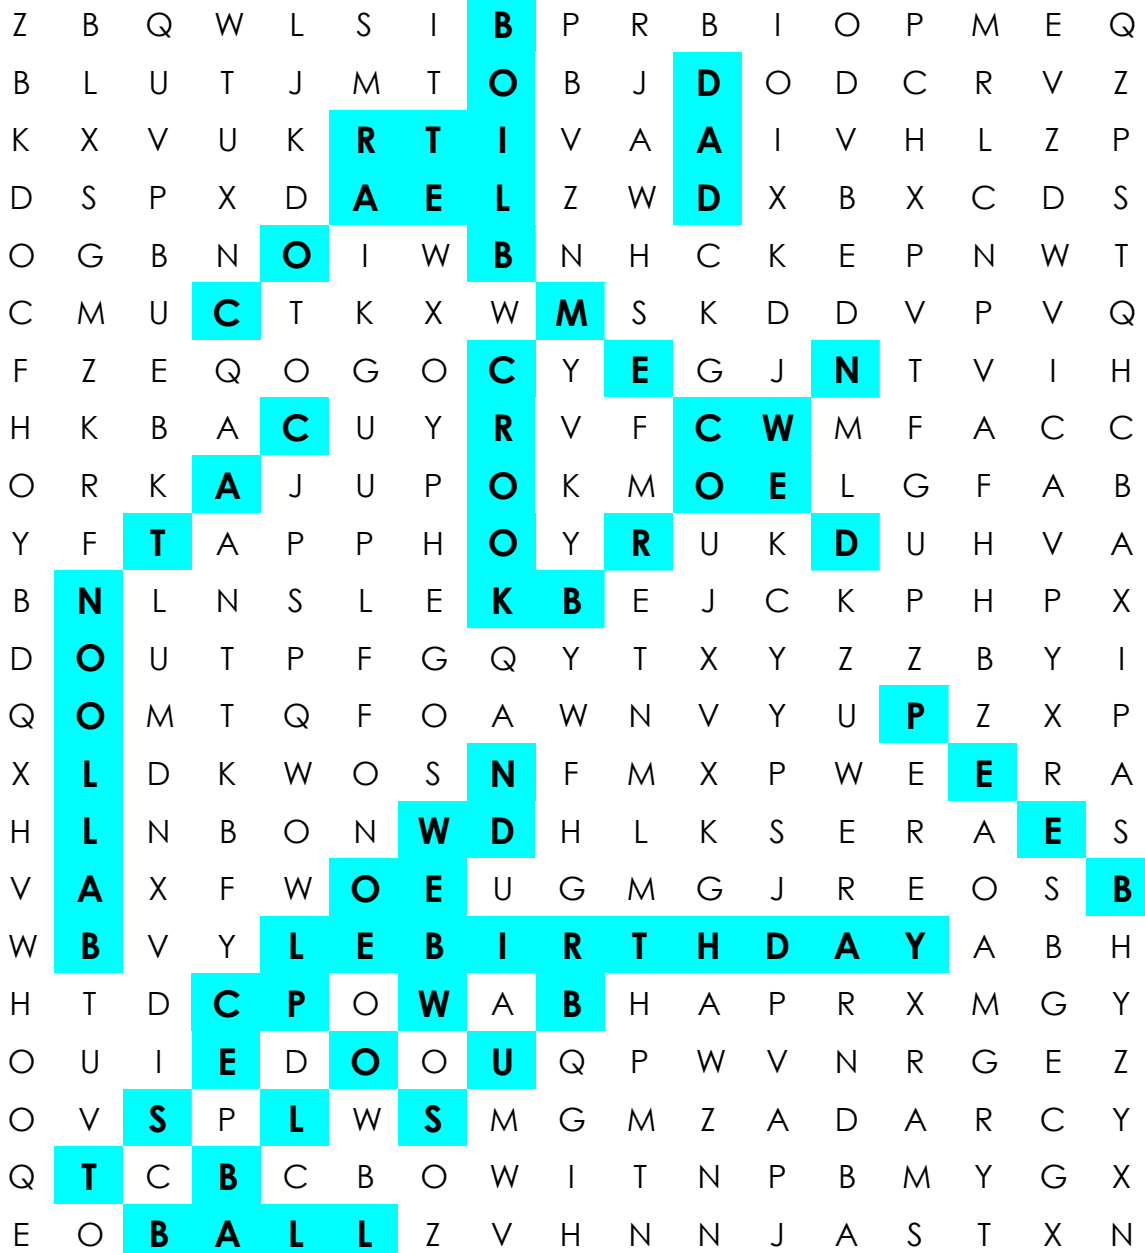 Z B Q W L S I B P R B I O P M E Q
B L U T J M T O B J D O D C R V Z
K X V U K R T I V A A I V H L Z P
D S P X D A E L Z W D X B X C D S
O G B N O I W B N H C K E P N W T
C M U C T K X W M S K D D V P V Q
F Z E Q O G O C Y E G J N T V I H
H K B A C U Y R V F C W M F A C C
O R K A J U P O K M O E L G F A B
Y F T A P P H O Y R U K D U H V A
B N L N S L E K B E J C K P H P X
D O U T P F G Q Y T X Y Z Z B Y I
Q O M T Q F O A W N V Y U P Z X P
X L D K W O S N F M X P W E E R A
H L N B O N W D H L K S E R A E S
V A X F W O E U G M G J R E O S B
W B V Y L E B I R T H D A Y A B H
H T D C P O W A B H A P R X M G Y
O U I E D O O U Q P W V N R G E Z
O V S P L W S M G M Z A D A R C Y
Q T C B C B O W I T N P B M Y G X
E O B A L L Z V H N N J A S T X N